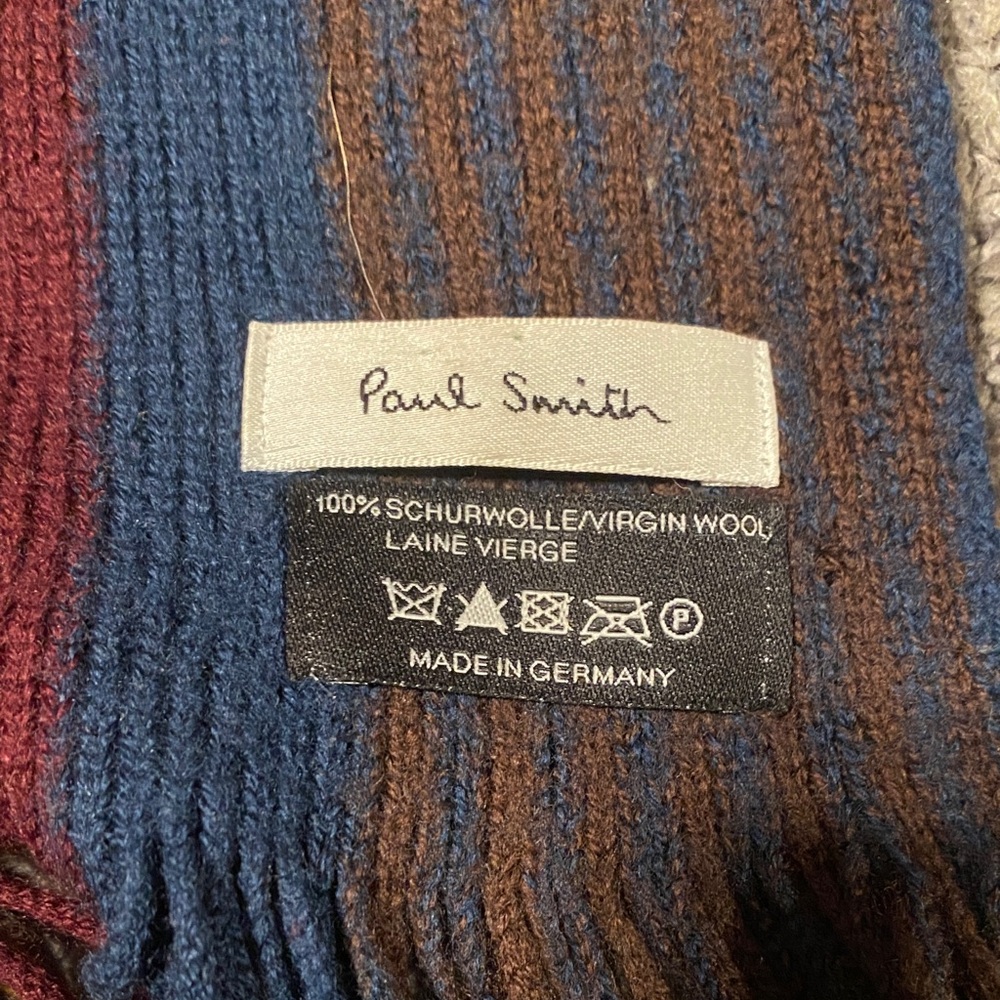 Paul Smith
100% SCHURWOLLE/VIRGIN WOOL/
LAINE VIERGE
P
MADE IN GERMANY